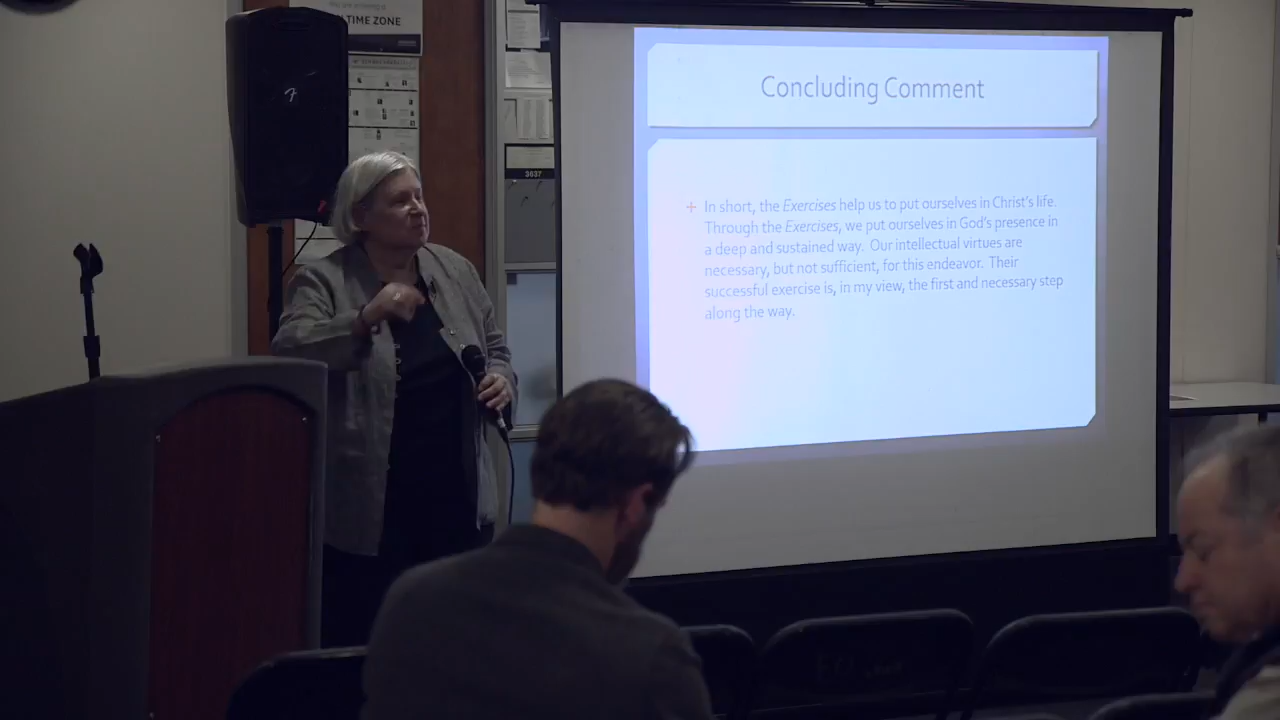 TIME ZONE
3637
Concluding Comment
In short, the Exercises help us to put ourselves in Christ's life.
Through the Exercises, we put ourselves in God's presence in
a deep and sustained way. Our intellectual virtues are
necessary, but not sufficient, for this endeavor. Their
successful exercise is, in my view, the first and necessary step
along the way.